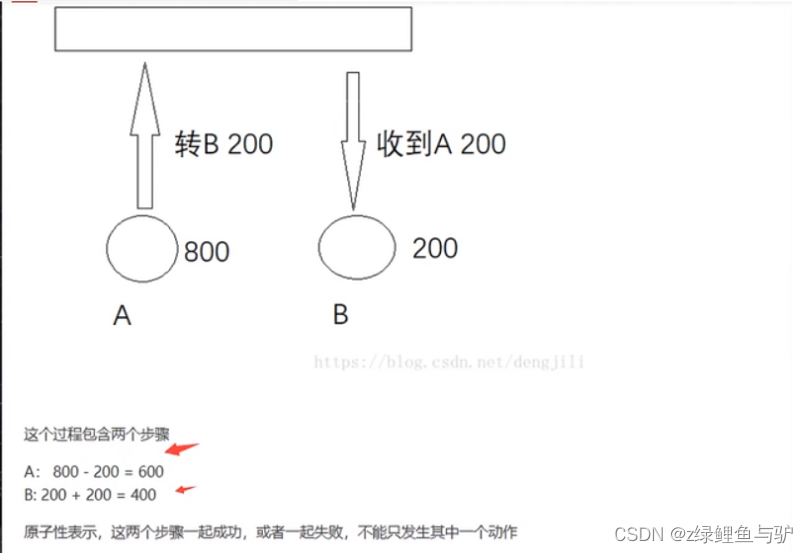 转B 200
收到A 200
800
200
A
B
https://blog.csdn.net/dengjili
这个过程包含两个步骤
A： 800 - 200 = 600
B: 200 + 200 = 400
原子性表示，这两个步骤一起成功，或者一起失败，不能只发生其中一个动作
CSDN @z绿鲤鱼与驴